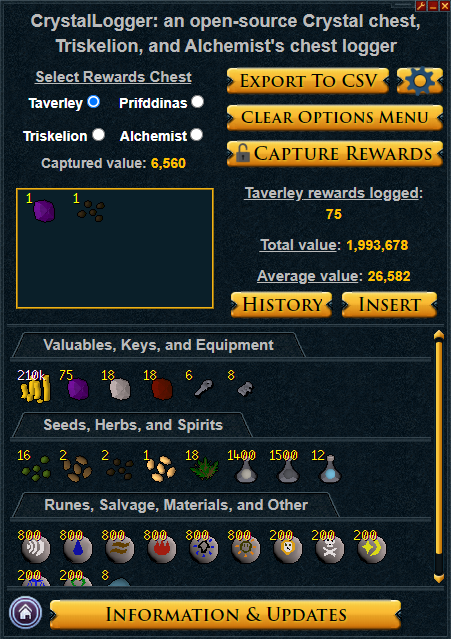 CrystalLogger: an open-source Crystal chest,
Triskelion, and Alchemist's chest logger
Select Rewards Chest
Taverley Prifddinas
Triskelion Alchemist
Captured value: 6,560
EXPORT TO CSV
CLEAR OPTIONS MENU
CAPTURE REWARDS
1 1
Taverley rewards logged:
75
Total value: 1,993,678
Average value: 26,582
HISTORY INSERT
Valuables, Keys, and Equipment
210k 75 18 18 6 8
Seeds, Herbs, and Spirits
16 2 2 1 18 1400 1500 12
Runes, Salvage, Materials, and Other
800 800 800 800 800 800 200 200 200
200 200 8
INFORMATION & UPDATES